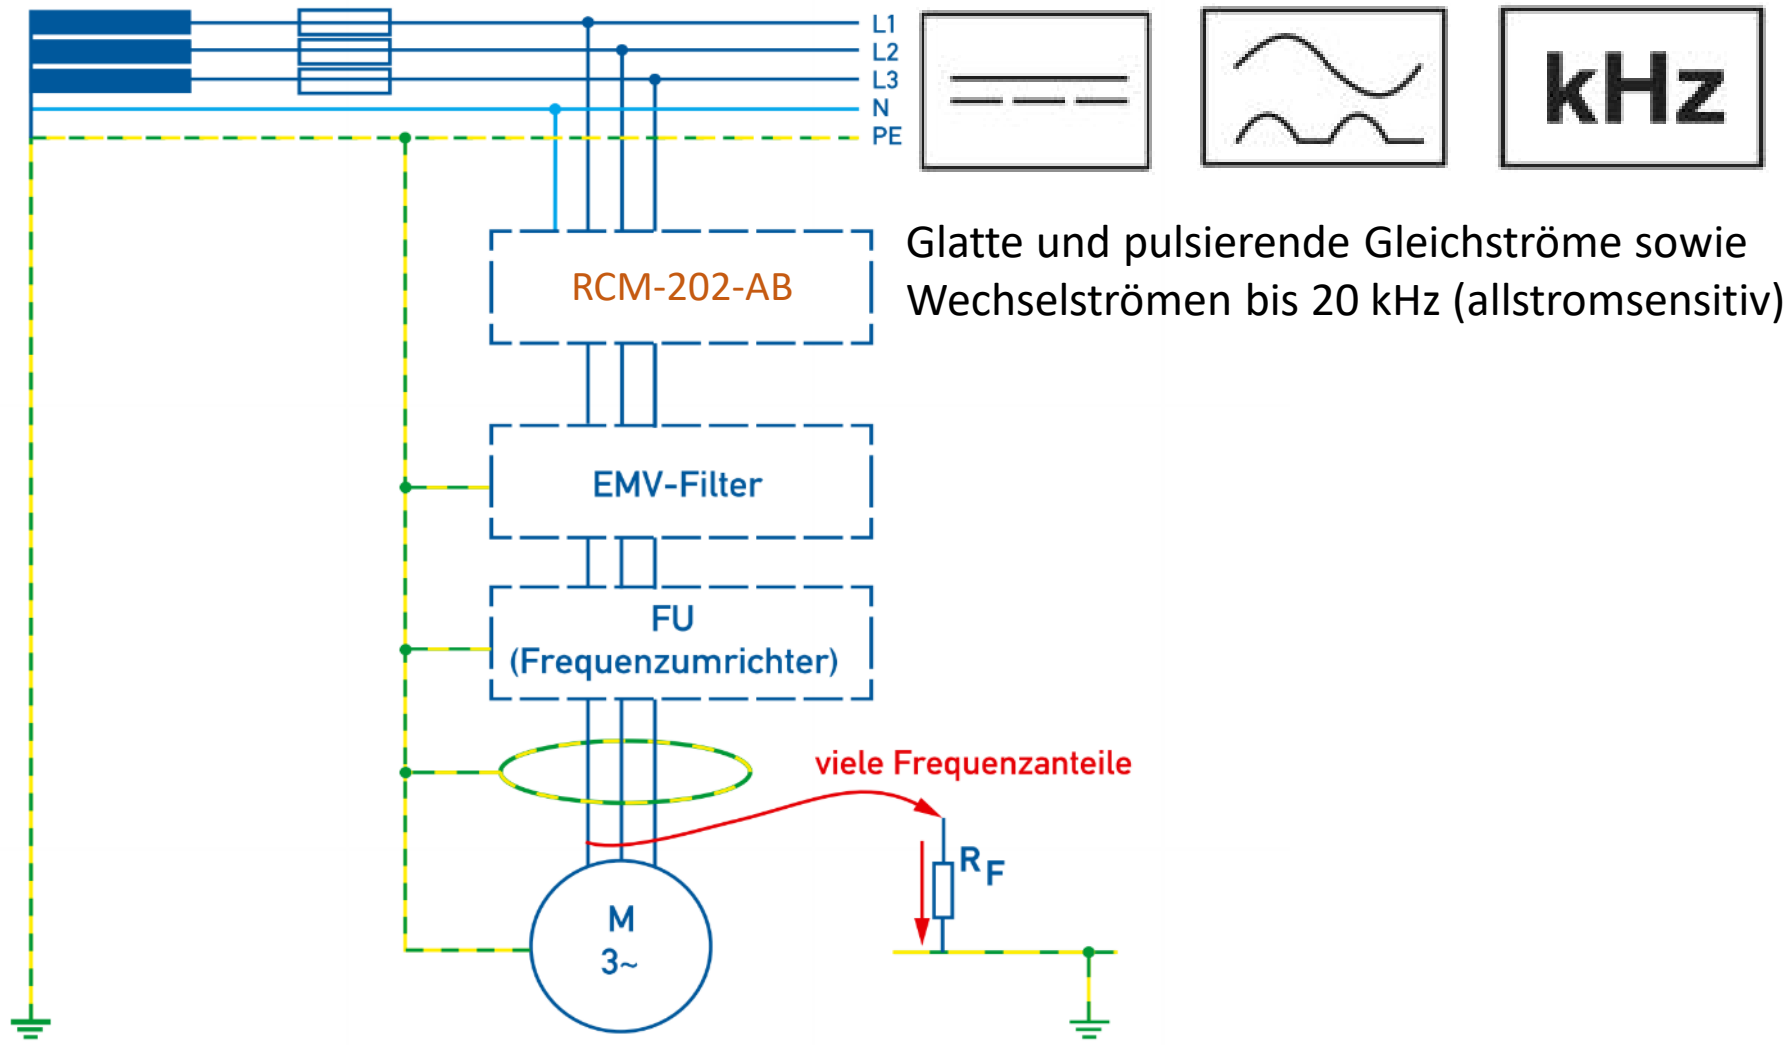 L1
L2
L3
N
PE
kHz
Glatte und pulsierende Gleichströme sowie
Wechselströmen bis 20 kHz (allstromsensitiv)
RCM-202-AB
EMV-Filter
FU
(Frequenzumrichter)
viele Frequenzanteile
RF
M
3~